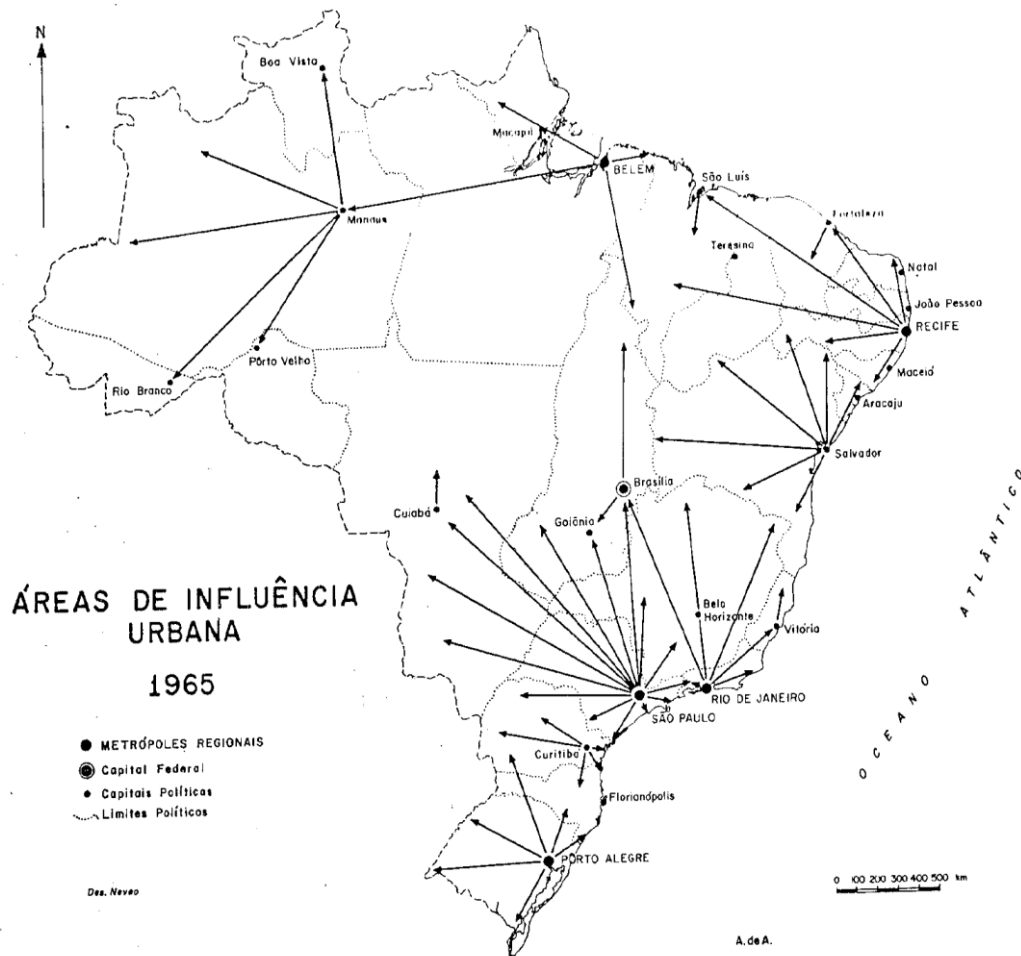 N
Boa Vista
Macapá
BELÉM
São Luís
Manaus
Fortaleza
Teresina
Natal
João Pessoa
RECIFE
Pôrto Velho
Maceió
Rio Branco
Aracaju
Salvador
Brasília
Cuiabá
Goiânia
OCEANO ATLÂNTICO
ÁREAS DE INFLUÊNCIA
URBANA
1965
Belo
Horizonte
Vitória
RIO DE JANEIRO
SÃO PAULO
METRÓPOLES REGIONAIS
Capital Federal
Capitais Políticas
Limites Políticos
Curitiba
Florianópolis
PÔRTO ALEGRE
0 100 200 300 400 500 km
Des.
A. de A.